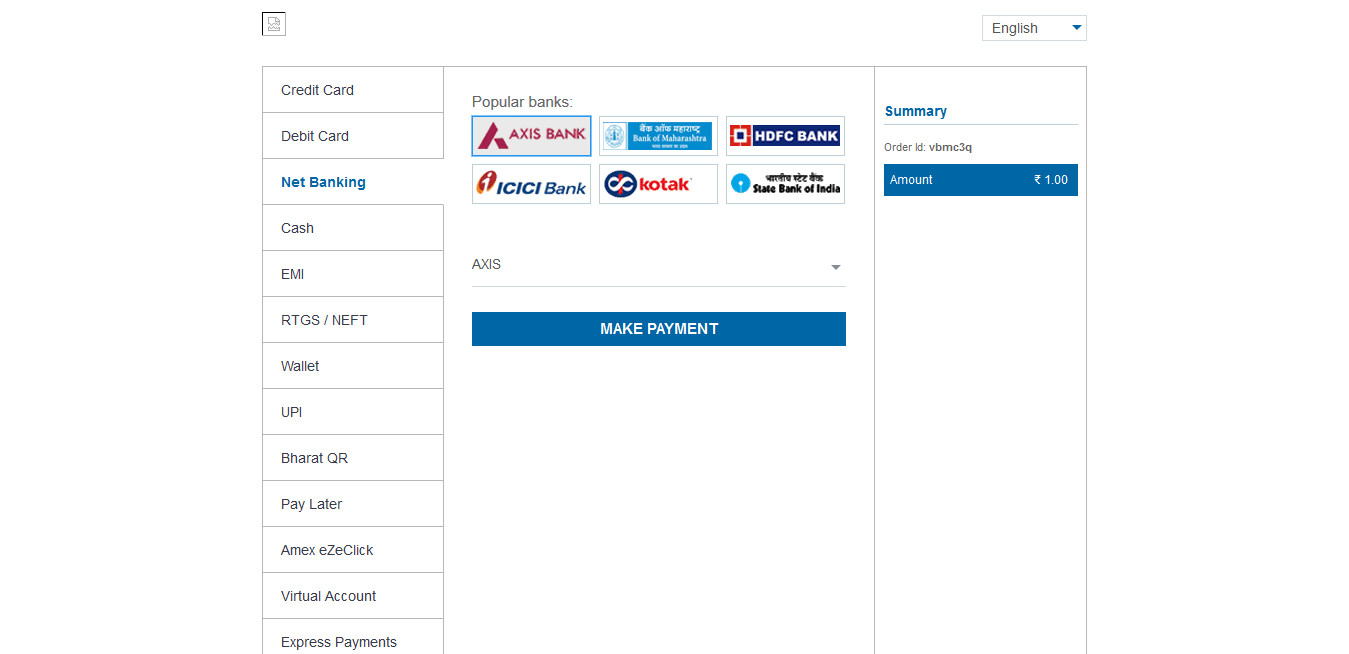 English
Credit Card
Debit Card
Net Banking
Cash
EMI
RTGS / NEFT
Wallet
UPI
Bharat QR
Pay Later
Amex eZeClick
Virtual Account
Express Payments
Popular banks:
AXIS BANK
बैंक ऑफ महाराष्ट्र
Bank of Maharashtra
HDFC BANK
ICICI Bank
kotak
भारतीय स्टेट बैंक
State Bank of India
AXIS
MAKE PAYMENT
Summary
Order Id: vbmc3q
Amount ₹ 1.00